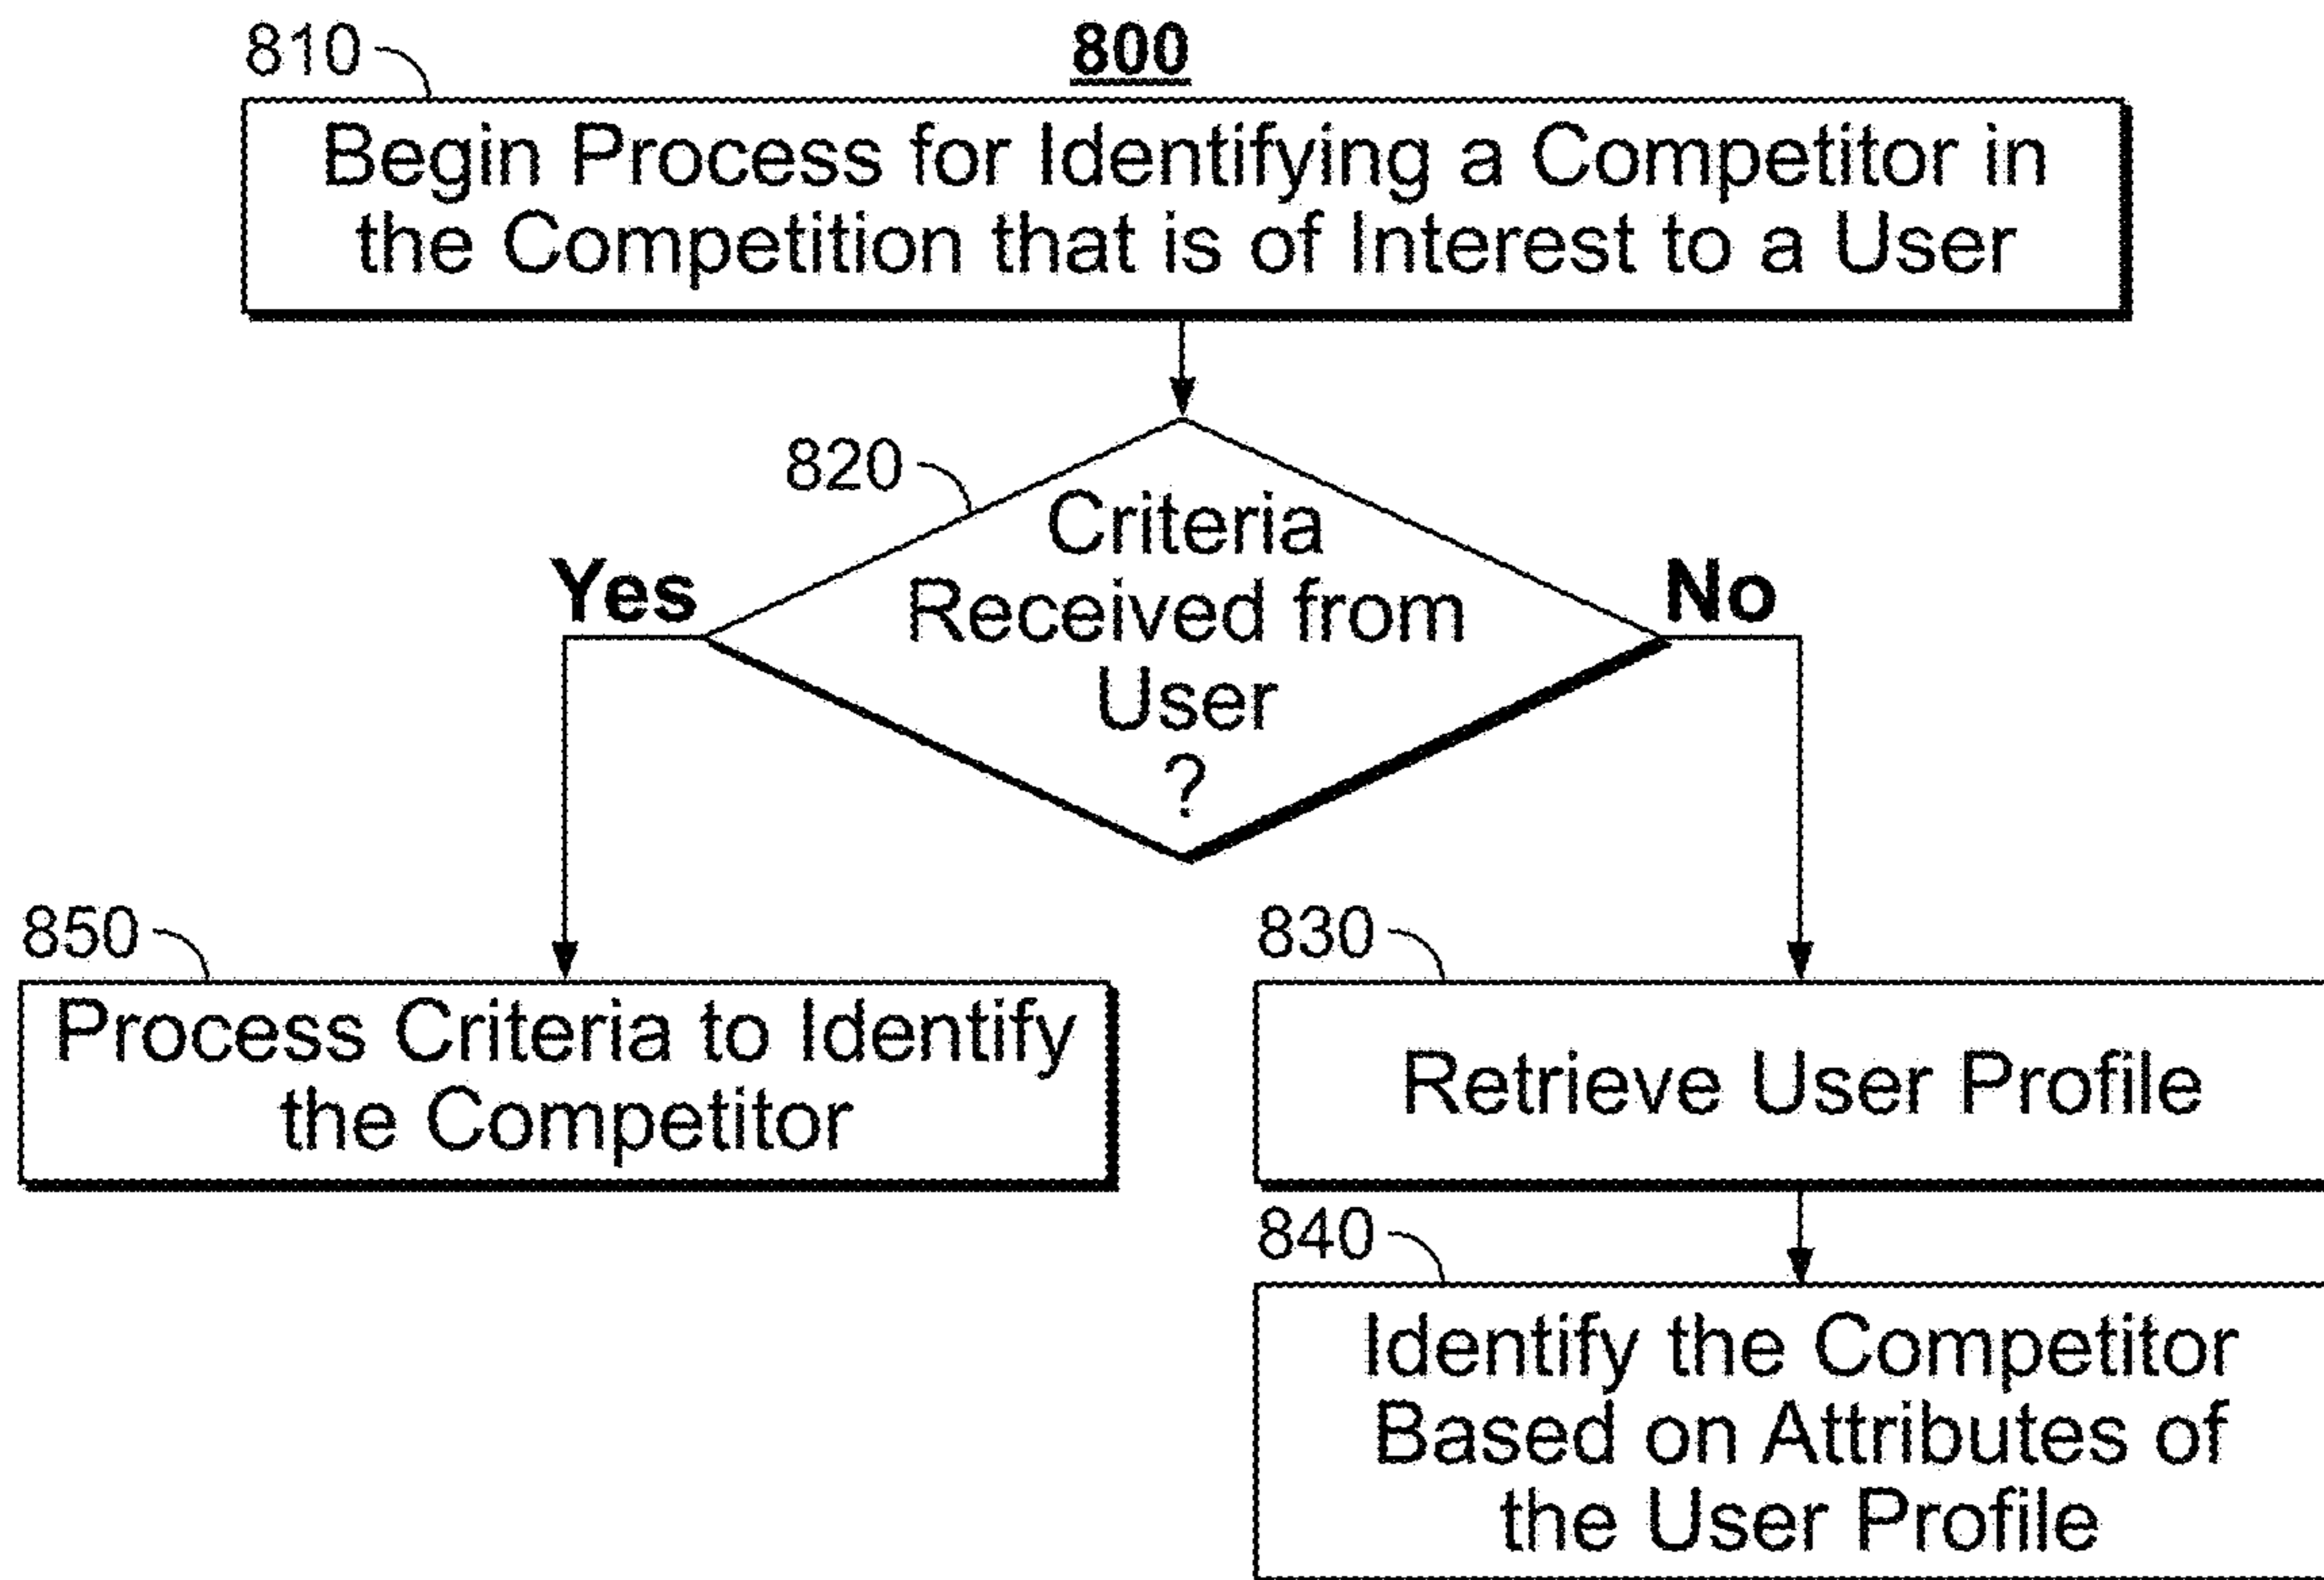 800
810
Begin Process for Identifying a Competitor in
the Competition that is of Interest to a User
820
Criteria
Received from
User
?
Yes
No
850
Process Criteria to Identify
the Competitor
830
Retrieve User Profile
840
Identify the Competitor
Based on Attributes of
the User Profile